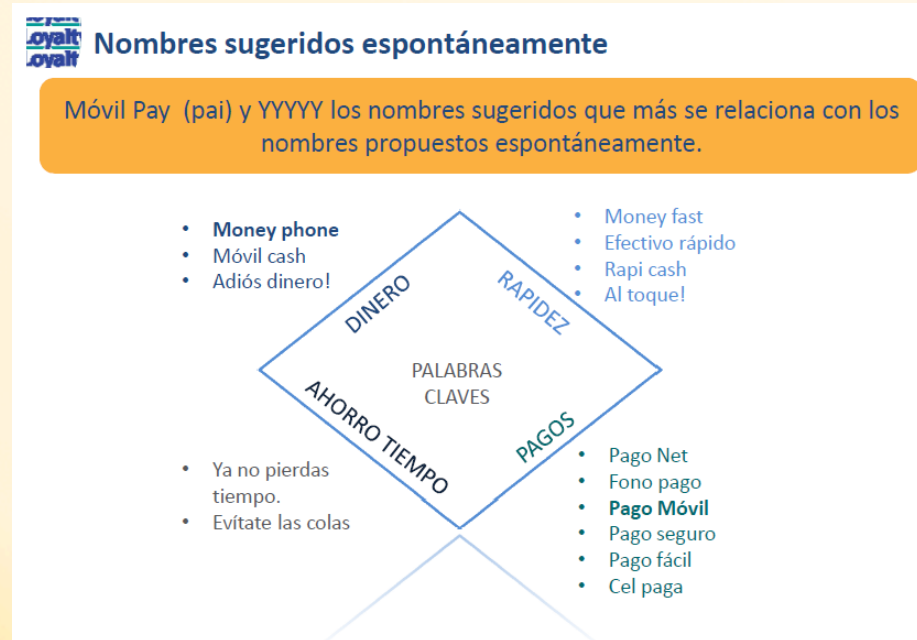 Loyalty
Loyalty
Nombres sugeridos espontáneamente
Móvil Pay (pai) y YYYYY los nombres sugeridos que más se relaciona con los
nombres propuestos espontáneamente.
• Money phone
• Móvil cash
• Adiós dinero!
• Money fast
• Efectivo rápido
• Rapi cash
• Al toque!
DINERO
RAPIDEZ
PALABRAS
CLAVES
AHORRO TIEMPO
PAGOS
• Ya no pierdas
tiempo.
• Evítate las colas
• Pago Net
• Fono pago
• Pago Móvil
• Pago seguro
• Pago fácil
• Cel paga